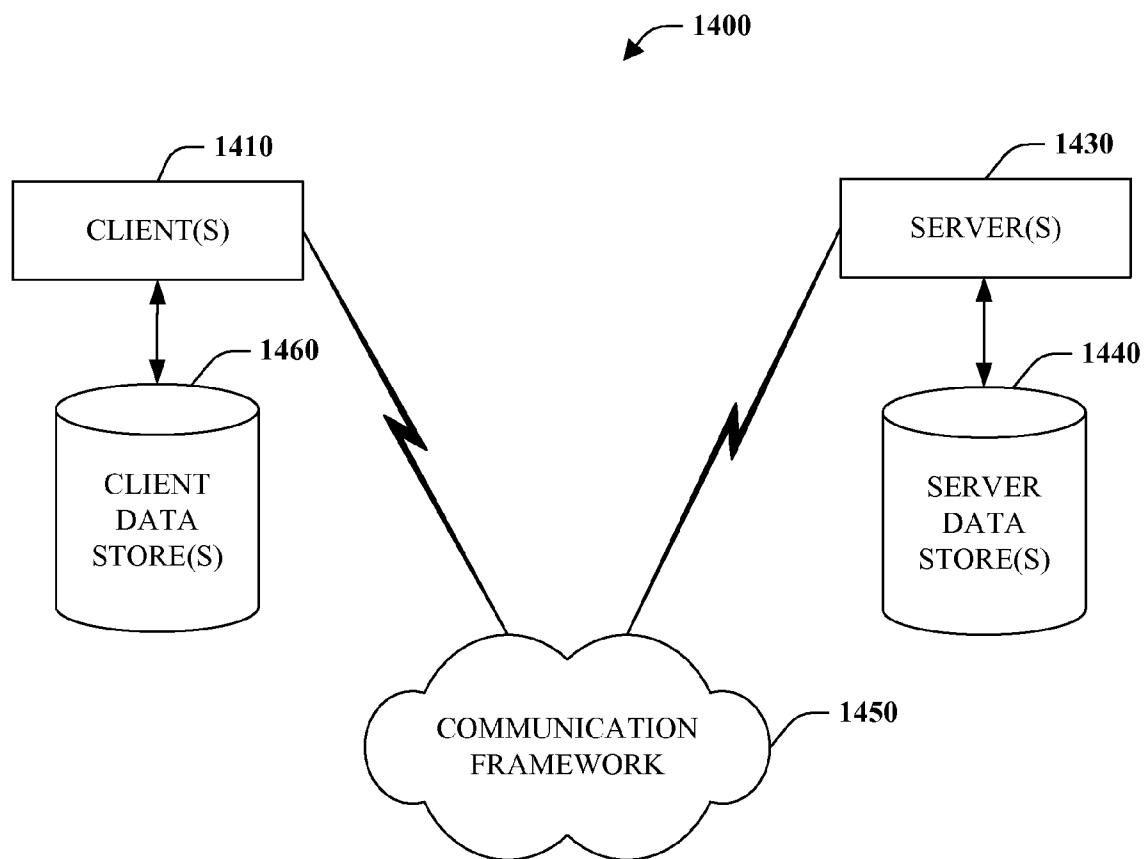 1400
1410
1430
CLIENT(S)
SERVER(S)
1460
1440
CLIENT
DATA
STORE(S)
SERVER
DATA
STORE(S)
COMMUNICATION
FRAMEWORK
1450